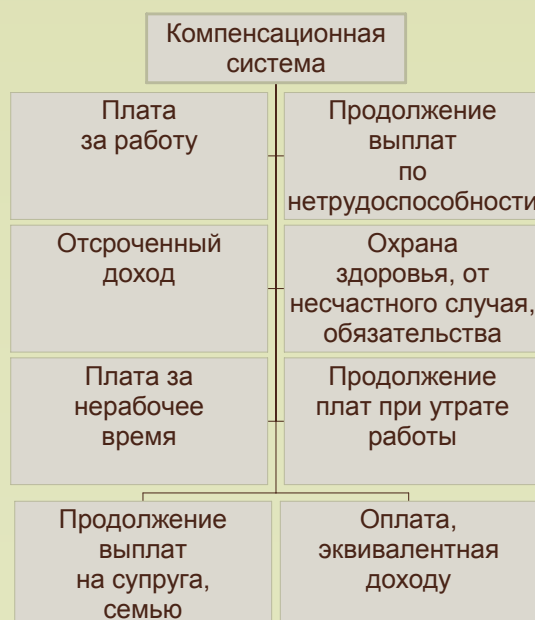 Компенсационная
система
Плата
за работу
Продолжение
выплат
по
нетрудоспособности
Отсроченный
доход
Охрана
здоровья, от
несчастного случая,
обязательства
Плата за
нерабочее
время
Продолжение
плат при утрате
работы
Продолжение
выплат
на супруга,
семью
Оплата,
эквивалентная
доходу